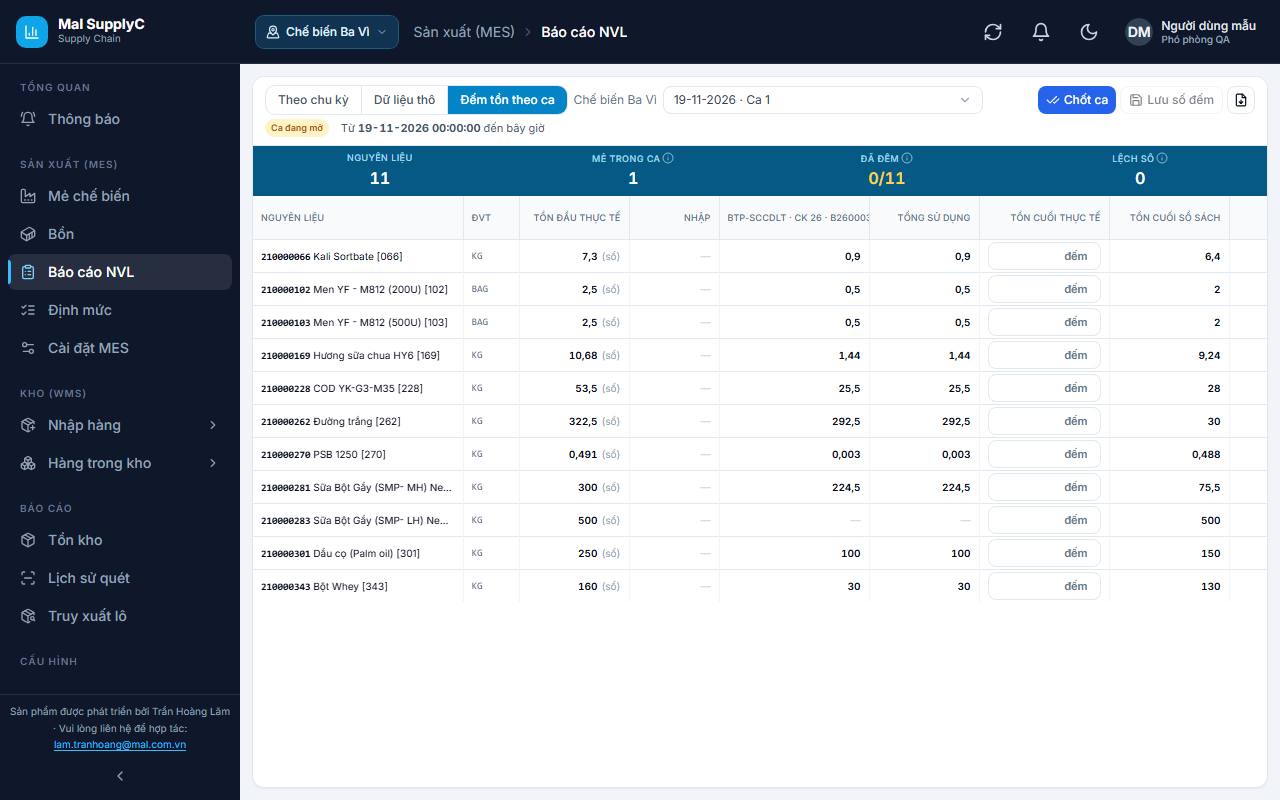 Mal SupplyC
Supply Chain
Chế biến Ba Vì
Sản xuất (MES)
Báo cáo NVL
DM
Người dùng mẫu
Phó phòng QA
TỔNG QUAN
Thông báo
SẢN XUẤT (MES)
Mẻ chế biến
Bồn
Báo cáo NVL
Định mức
Cài đặt MES
KHO (WMS)
Nhập hàng
Hàng trong kho
BÁO CÁO
Tồn kho
Lịch sử quét
Truy xuất lô
CẤU HÌNH
Sản phẩm được phát triển bởi Trần Hoàng Lâm
· Vui lòng liên hệ để hợp tác:
lam.tranhoang@mal.com.vn
Theo chu kỳ
Dữ liệu thô
Đếm tồn theo ca
Chế biến Ba Vì
19-11-2026 · Ca 1
Chốt ca
Lưu số đếm
Ca đang mở
Từ 19-11-2026 00:00:00 đến bây giờ
NGUYÊN LIỆU
11
MẺ TRONG CA
1
ĐÃ ĐẾM
0/11
LỆCH SỔ
0
NGUYÊN LIỆU ĐVT TỒN ĐẦU THỰC TẾ NHẬP BTP-SCCDLT · CK 26 · B260003 TỔNG SỬ DỤNG TỒN CUỐI THỰC TẾ TỒN CUỐI SỔ SÁCH
210000066 Kali Sortbate [066] KG 7,3 (sổ) — 0,9 0,9 đếm 6,4
210000102 Men YF - M812 (200U) [102] BAG 2,5 (sổ) — 0,5 0,5 đếm 2
210000103 Men YF - M812 (500U) [103] BAG 2,5 (sổ) — 0,5 0,5 đếm 2
210000169 Hương sữa chua HY6 [169] KG 10,68 (sổ) — 1,44 1,44 đếm 9,24
210000228 COD YK-G3-M35 [228] KG 53,5 (sổ) — 25,5 25,5 đếm 28
210000262 Đường trắng [262] KG 322,5 (sổ) — 292,5 292,5 đếm 30
210000270 PSB 1250 [270] KG 0,491 (sổ) — 0,003 0,003 đếm 0,488
210000281 Sữa Bột Gầy (SMP- MH) Ne... KG 300 (sổ) — 224,5 224,5 đếm 75,5
210000283 Sữa Bột Gầy (SMP- LH) Ne... KG 500 (sổ) — — — đếm 500
210000301 Dầu cọ (Palm oil) [301] KG 250 (sổ) — 100 100 đếm 150
210000343 Bột Whey [343] KG 160 (sổ) — 30 30 đếm 130